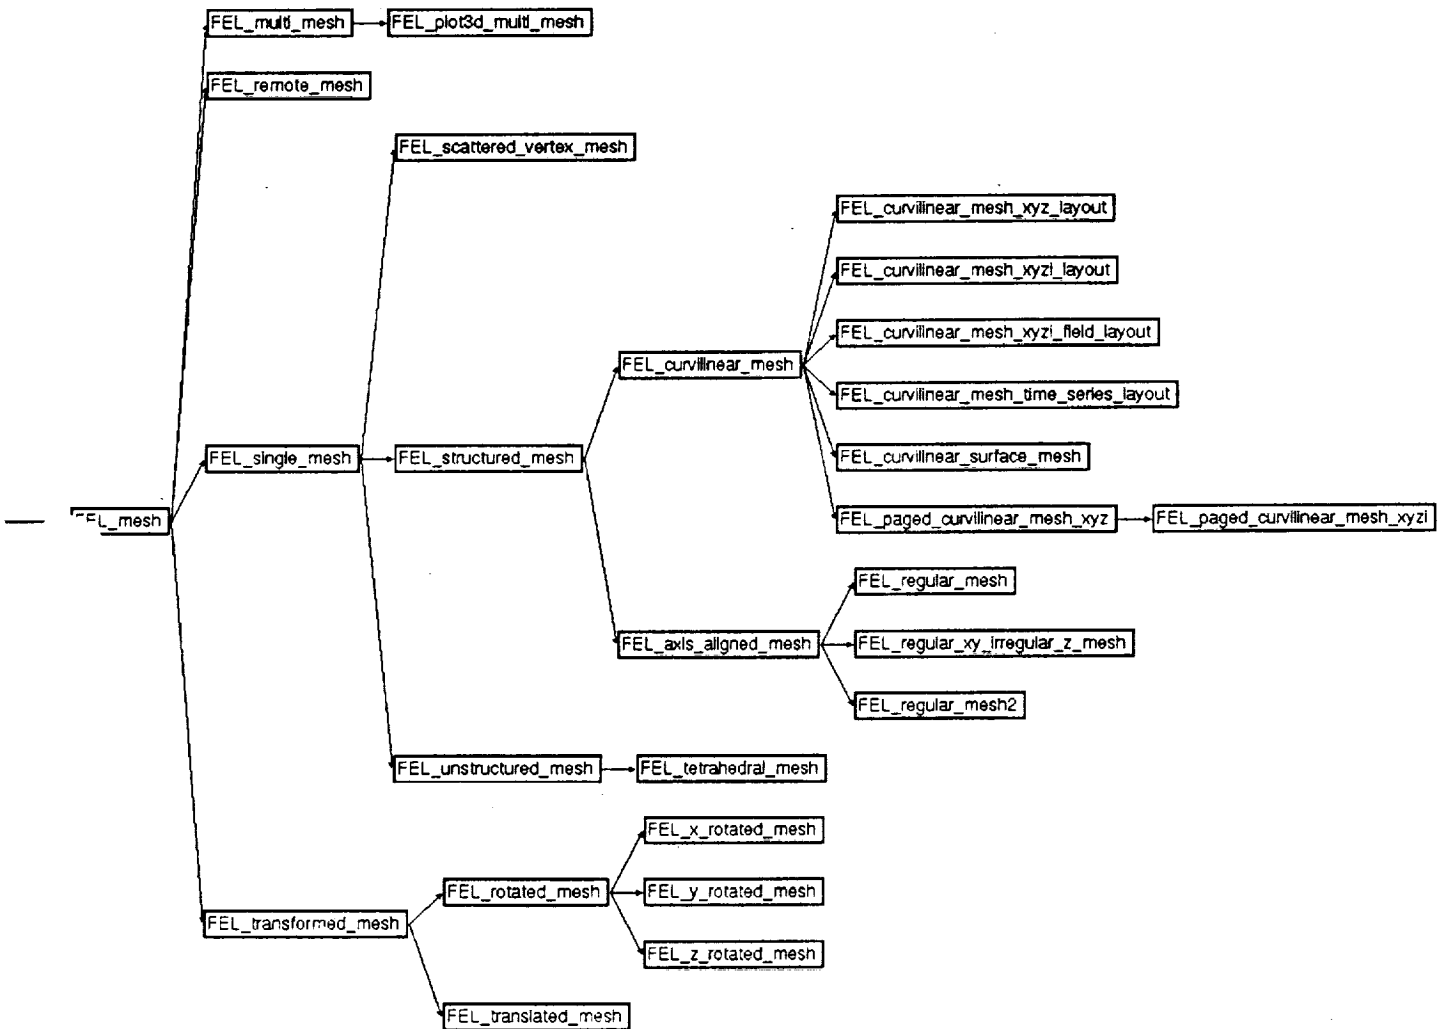 FEL_multi_mesh
FEL_plot3d_multi_mesh
FEL_remote_mesh
FEL_scattered_vertex_mesh
FEL_curvilinear_mesh_xyz_layout
FEL_curvilinear_mesh_xyzi_layout
FEL_curvilinear_mesh_xyzi_field_layout
FEL_curvilinear_mesh
FEL_curvilinear_mesh_time_series_layout
FEL_single_mesh
FEL_structured_mesh
FEL_curvilinear_surface_mesh
FEL_mesh
FEL_paged_curvilinear_mesh_xyz
FEL_paged_curvilinear_mesh_xyzi
FEL_regular_mesh
FEL_axis_aligned_mesh
FEL_regular_xy_irregular_z_mesh
FEL_regular_mesh2
FEL_unstructured_mesh
FEL_tetrahedral_mesh
FEL_x_rotated_mesh
FEL_rotated_mesh
FEL_y_rotated_mesh
FEL_transformed_mesh
FEL_z_rotated_mesh
FEL_translated_mesh